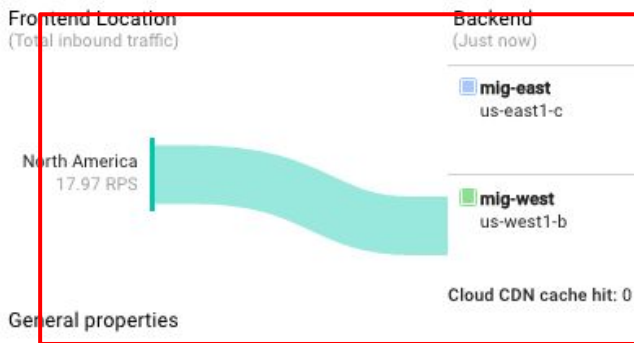 Frontend Location
(Total inbound traffic)
Backend
(Just now)
mig-east
us-east1-c
North America
17.97 RPS
mig-west
us-west1-b
Cloud CDN cache hit: 0
General properties